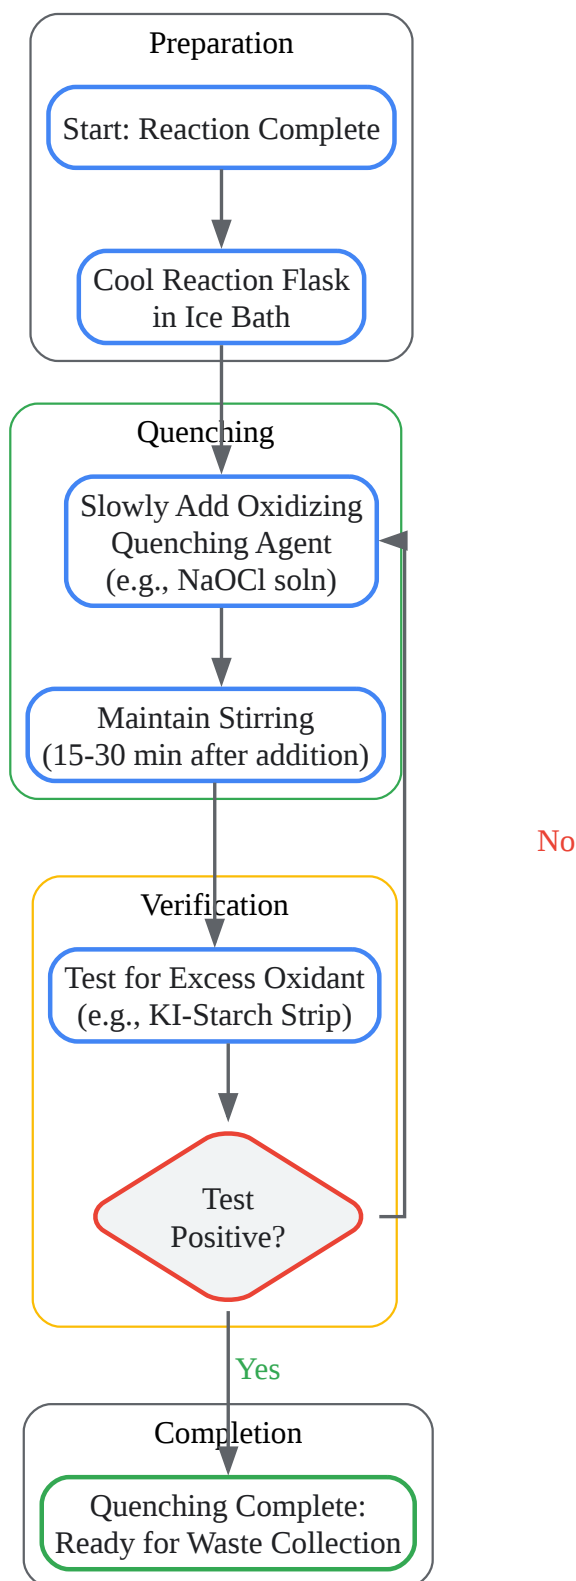 Preparation
Start: Reaction Complete
Cool Reaction Flask
in Ice Bath
Quenching
Slowly Add Oxidizing
Quenching Agent
(e.g., NaOCl soln)
Maintain Stirring
(15-30 min after addition)
No
Verification
Test for Excess Oxidant
(e.g., KI-Starch Strip)
Test
Positive?
Yes
Completion
Quenching Complete:
Ready for Waste Collection